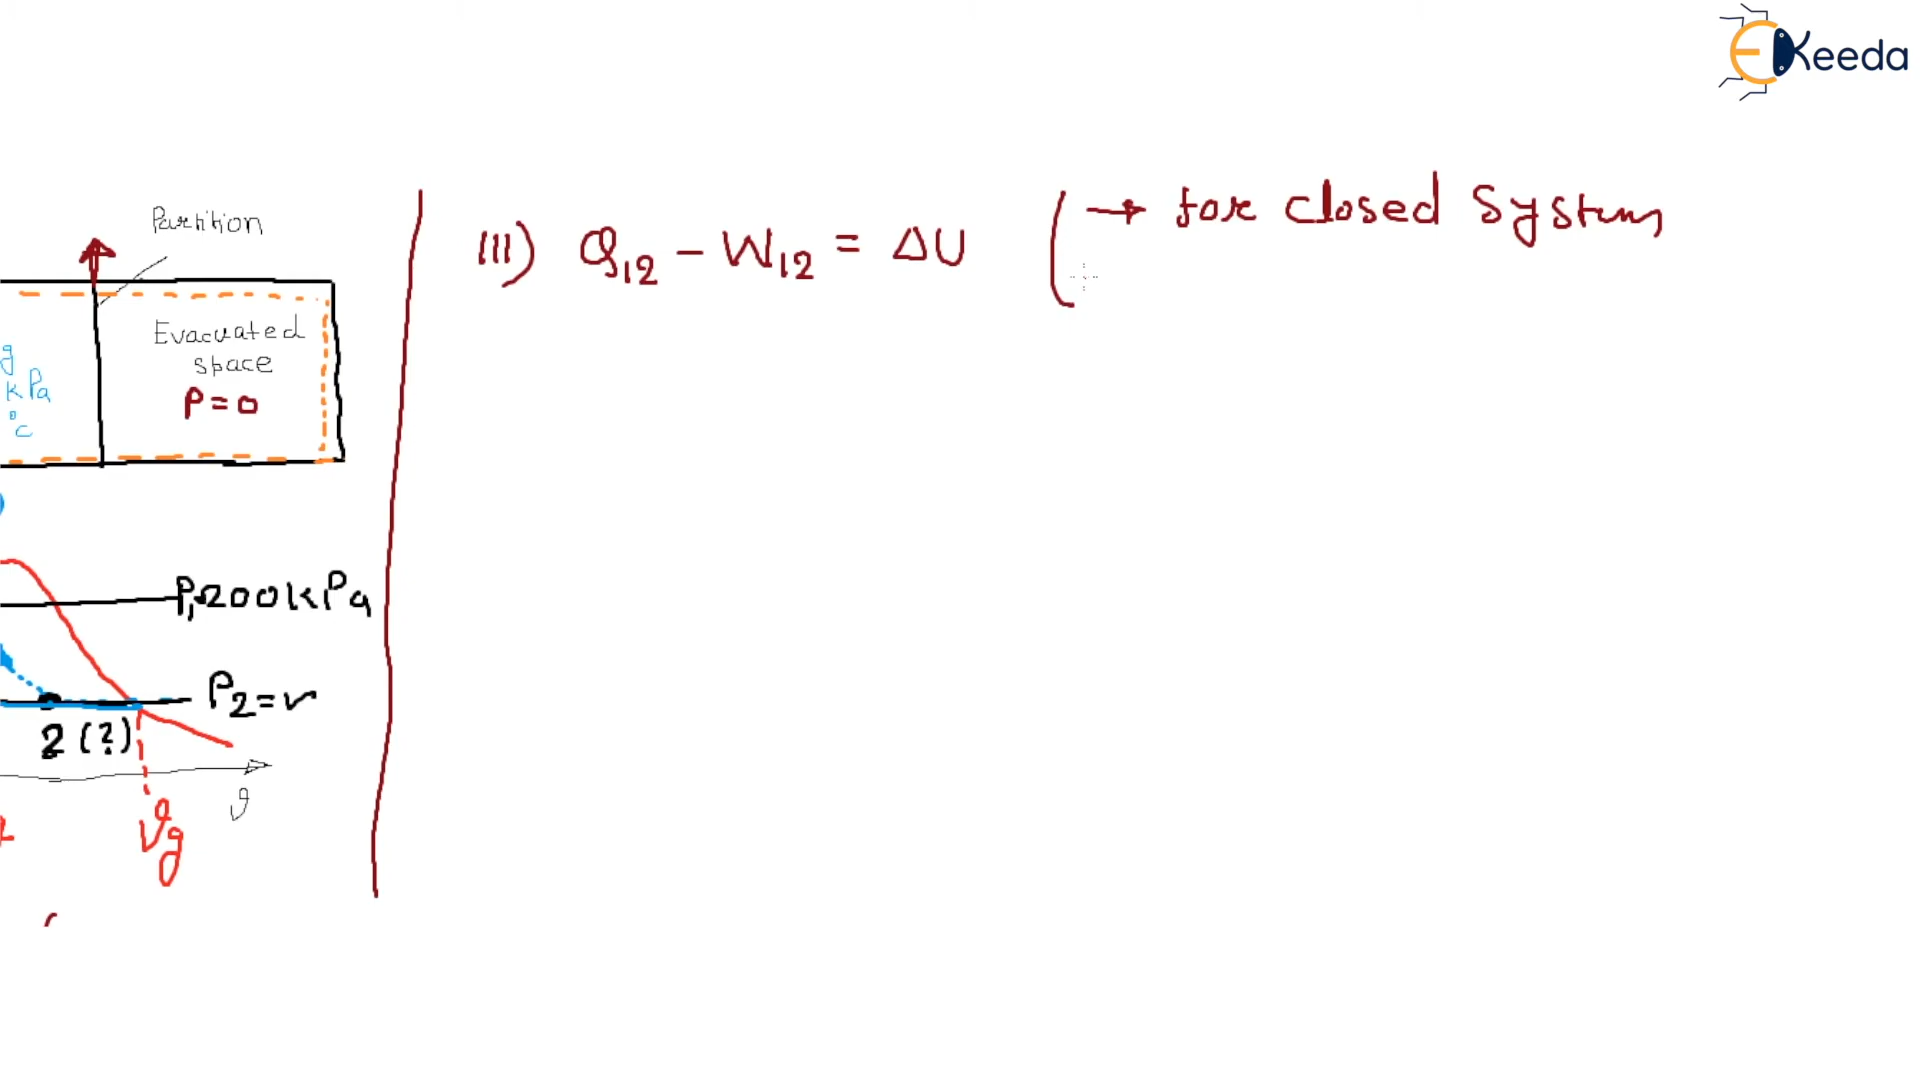 EKeeda
→ for closed system
III) Q12 - W12 = ΔU
Partition
Evacuated
space
P=0
g
kPa
°c
P1 200kPa
P2=
2 (?)
Vg